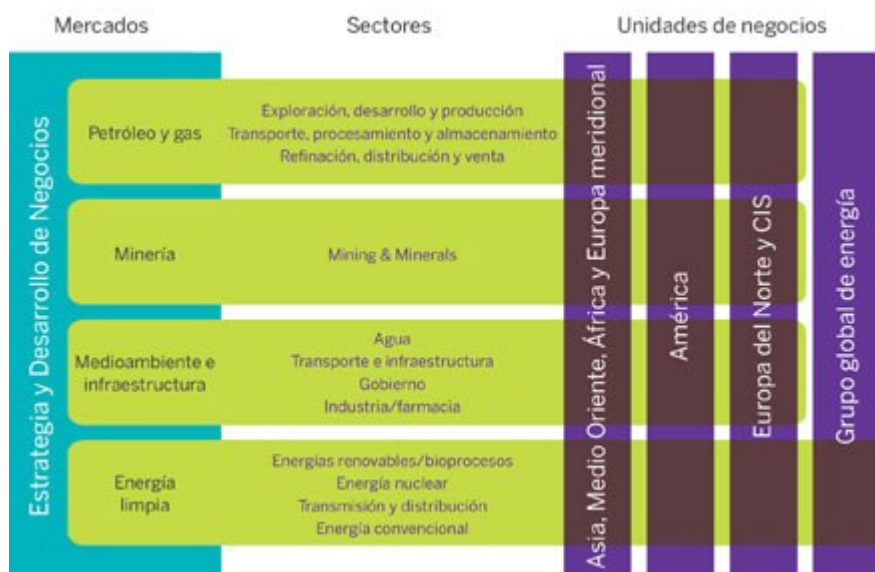 Mercados
Sectores
Unidades de negocios
Estrategia y Desarrollo de Negocios
Petróleo y gas
Exploración, desarrollo y producción
Transporte, procesamiento y almacenamiento
Refinación, distribución y venta
Minería
Mining & Minerals
Medioambiente e
infraestructura
Agua
Transporte e infraestructura
Gobierno
Industria/farmacia
Energía
limpia
Energías renovables/bioprocesos
Energía nuclear
Transmisión y distribución
Energía convencional
Asia, Medio Oriente, África y Europa meridional
América
Europa del Norte y CIS
Grupo global de energía